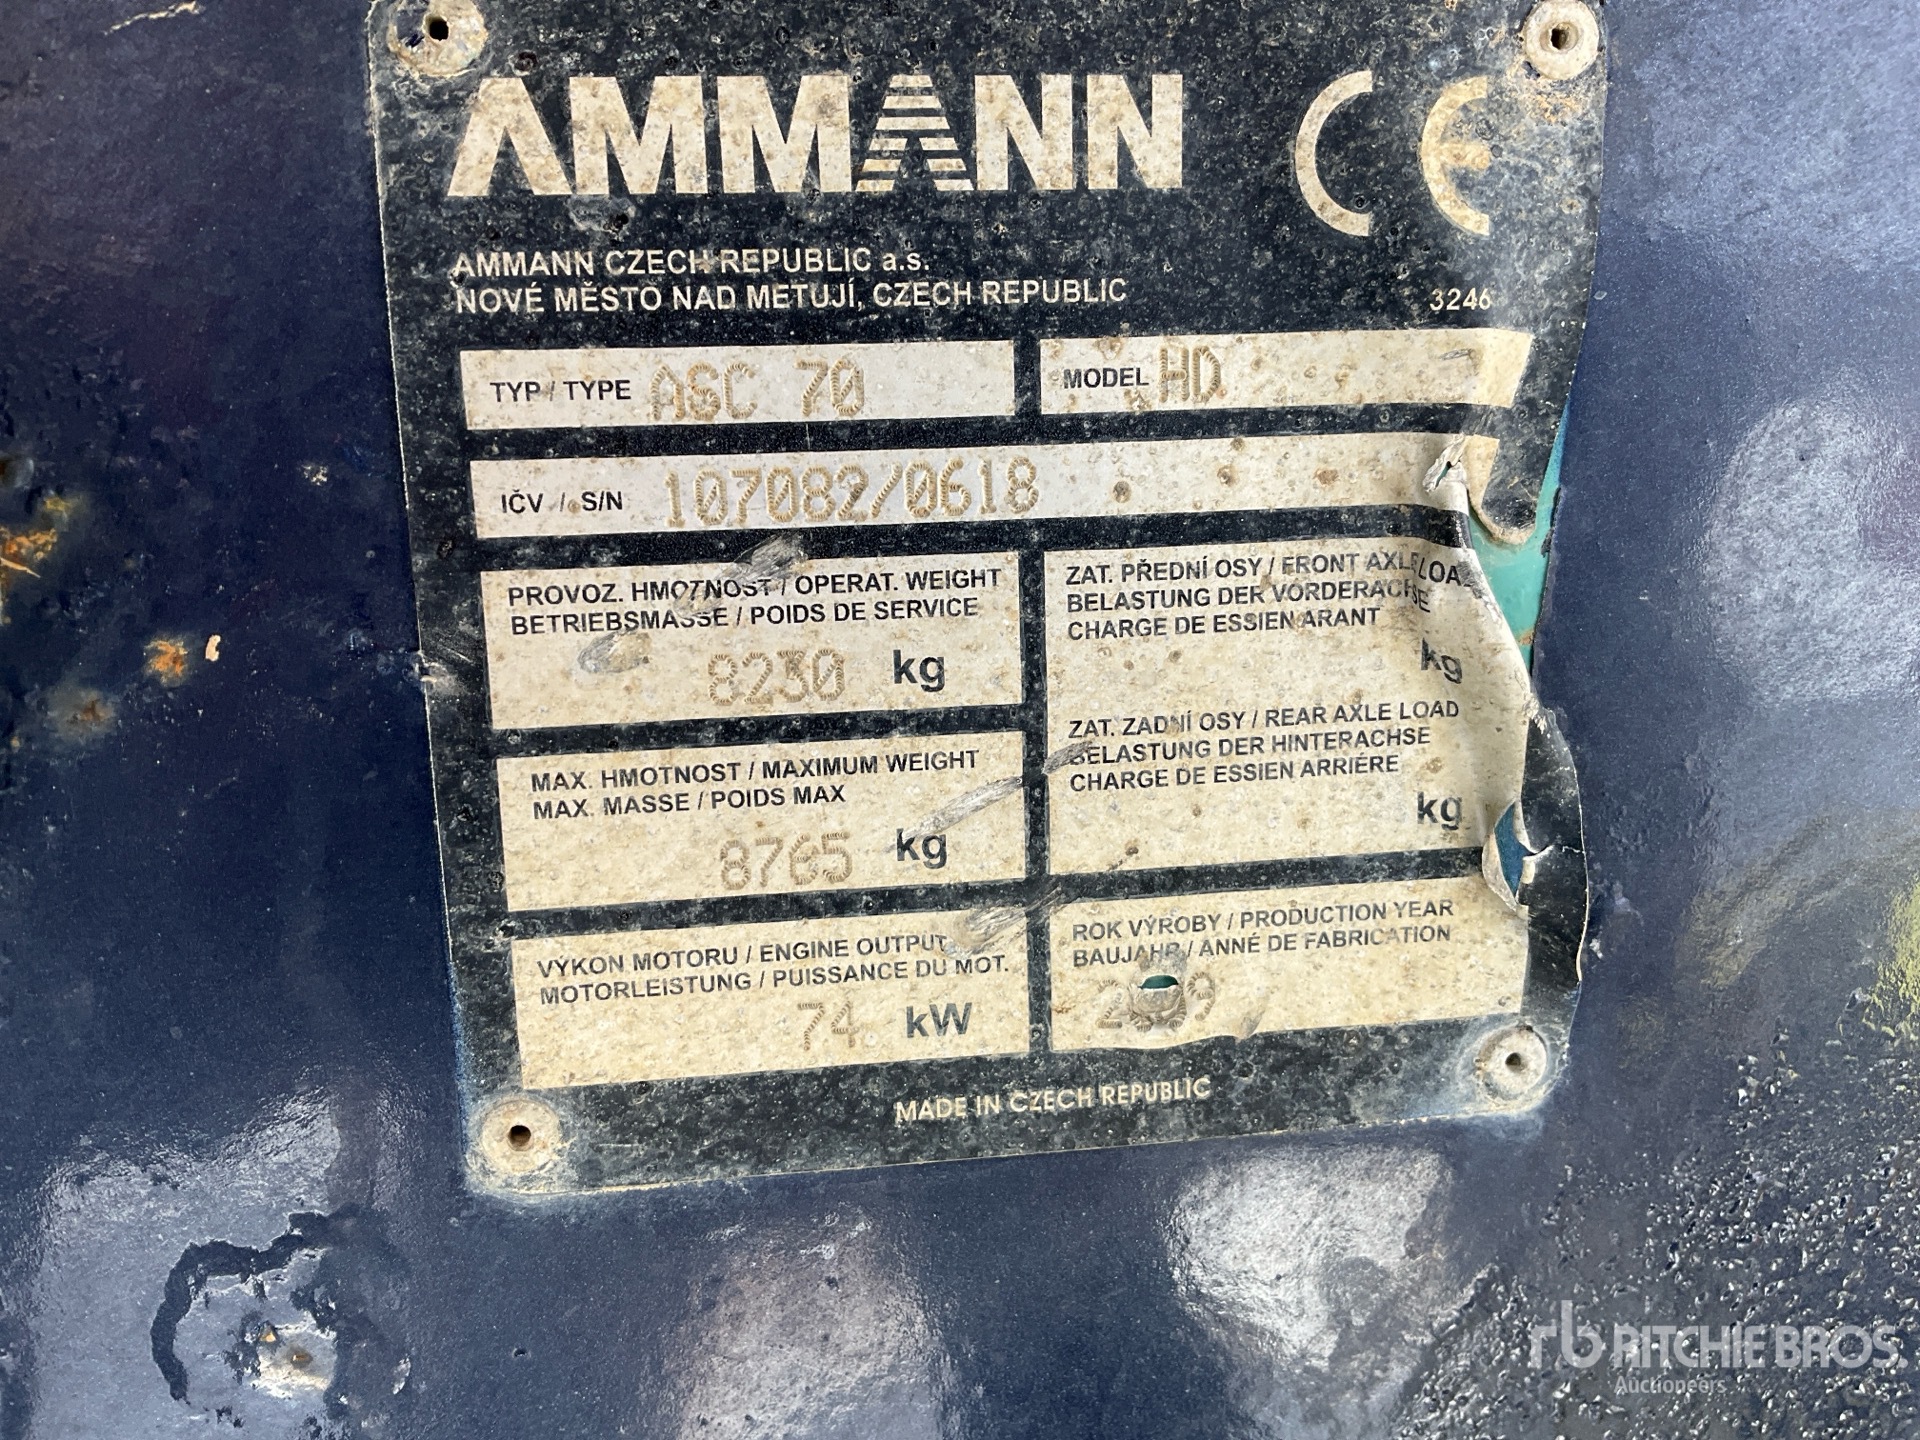 AMMANN CE
AMMANN CZECH REPUBLIC a.s.
NOVÉ MĚSTO NAD METUJÍ, CZECH REPUBLIC
3246
TYP / TYPE ASC 70
MODEL HD
IČV / S/N 107082/0618
PROVOZ. HMOTNOST / OPERAT. WEIGHT
BETRIEBSMASSE / POIDS DE SERVICE
8230 kg
ZAT. PŘEDNÍ OSY / FRONT AXLE LOAD
BELASTUNG DER VORDERACHSE
CHARGE DE ESSIEN ARANT
kg
ZAT. ZADNÍ OSY / REAR AXLE LOAD
BELASTUNG DER HINTERACHSE
CHARGE DE ESSIEN ARRIÉRE
kg
MAX. HMOTNOST / MAXIMUM WEIGHT
MAX. MASSE / POIDS MAX
8765 kg
VÝKON MOTORU / ENGINE OUTPUT
MOTORLEISTUNG / PUISSANCE DU MOT.
74 kW
ROK VÝROBY / PRODUCTION YEAR
BAUJAHR / ANNÉ DE FABRICATION
MADE IN CZECH REPUBLIC
rb RITCHIE BROS.
Auctioneers